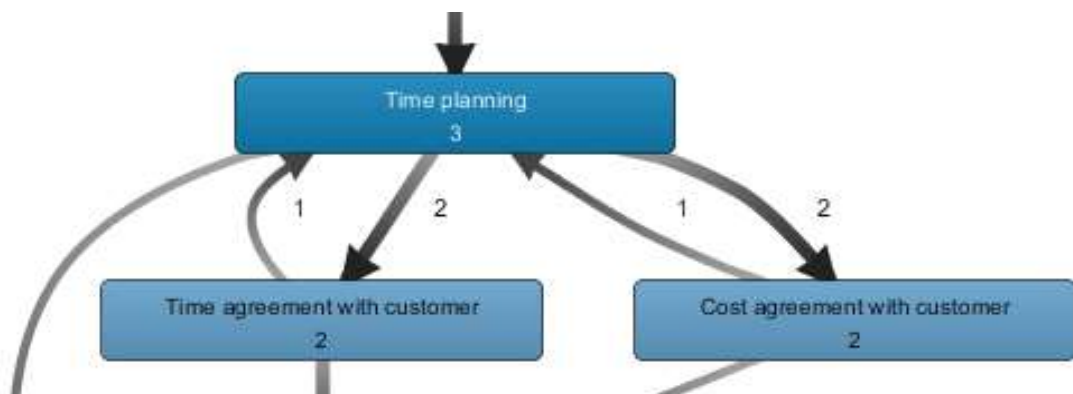 Time planning
3
1
2
1
2
Time agreement with customer
2
Cost agreement with customer
2